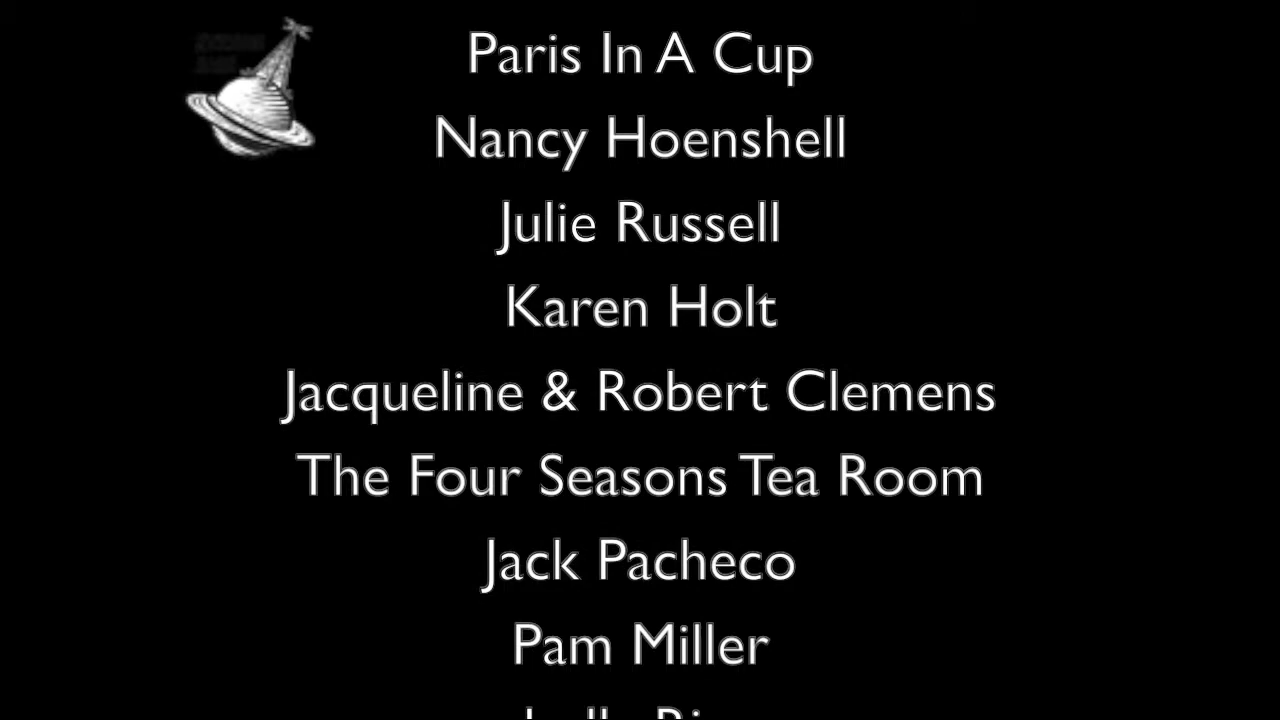 Paris In A Cup
Nancy Hoenshell
Julie Russell
Karen Holt
Jacqueline & Robert Clemens
The Four Seasons Tea Room
Jack Pacheco
Pam Miller